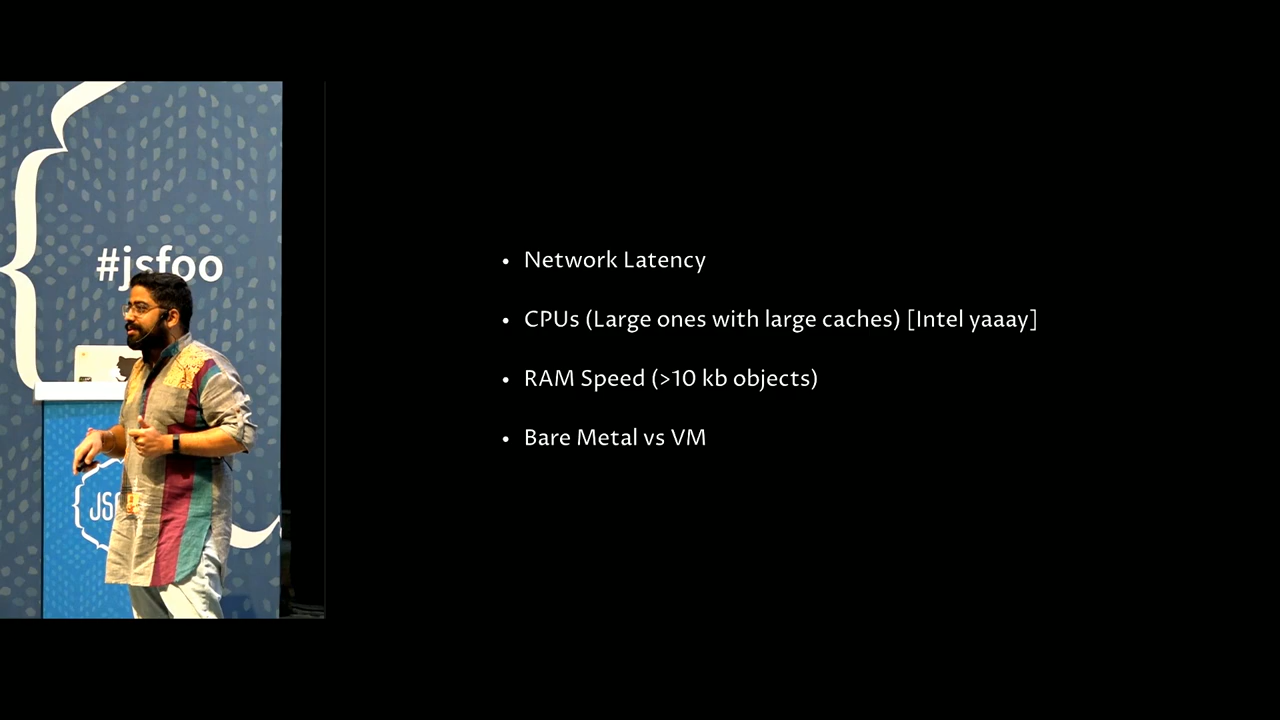 #jsfoo
• Network Latency
• CPUs (Large ones with large caches) [Intel yaaay]
• RAM Speed (>10 kb objects)
• Bare Metal vs VM